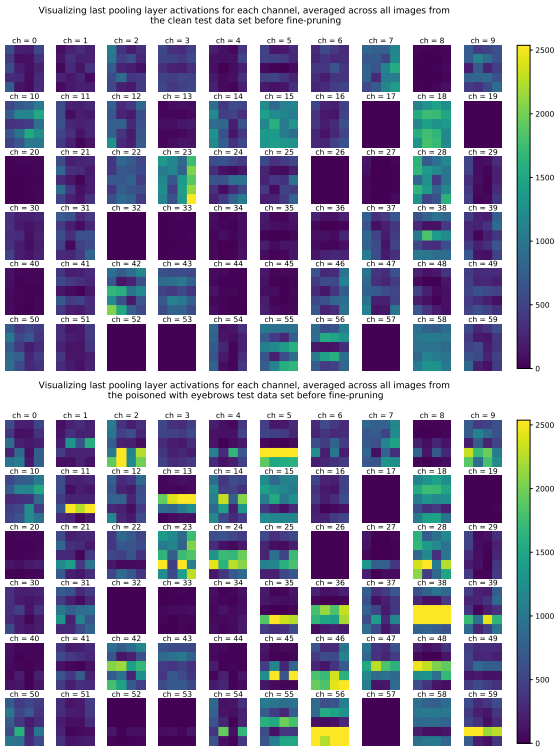 Visualizing last pooling layer activations for each channel, averaged across all images from
the clean test data set before fine-pruning
ch = 0 ch = 1 ch = 2 ch = 3 ch = 4 ch = 5 ch = 6 ch = 7 ch = 8 ch = 9
ch = 10 ch = 11 ch = 12 ch = 13 ch = 14 ch = 15 ch = 16 ch = 17 ch = 18 ch = 19
ch = 20 ch = 21 ch = 22 ch = 23 ch = 24 ch = 25 ch = 26 ch = 27 ch = 28 ch = 29
ch = 30 ch = 31 ch = 32 ch = 33 ch = 34 ch = 35 ch = 36 ch = 37 ch = 38 ch = 39
ch = 40 ch = 41 ch = 42 ch = 43 ch = 44 ch = 45 ch = 46 ch = 47 ch = 48 ch = 49
ch = 50 ch = 51 ch = 52 ch = 53 ch = 54 ch = 55 ch = 56 ch = 57 ch = 58 ch = 59
2500
2000
1500
1000
500
0
Visualizing last pooling layer activations for each channel, averaged across all images from
the poisoned with eyebrows test data set before fine-pruning
ch = 0 ch = 1 ch = 2 ch = 3 ch = 4 ch = 5 ch = 6 ch = 7 ch = 8 ch = 9
ch = 10 ch = 11 ch = 12 ch = 13 ch = 14 ch = 15 ch = 16 ch = 17 ch = 18 ch = 19
ch = 20 ch = 21 ch = 22 ch = 23 ch = 24 ch = 25 ch = 26 ch = 27 ch = 28 ch = 29
ch = 30 ch = 31 ch = 32 ch = 33 ch = 34 ch = 35 ch = 36 ch = 37 ch = 38 ch = 39
ch = 40 ch = 41 ch = 42 ch = 43 ch = 44 ch = 45 ch = 46 ch = 47 ch = 48 ch = 49
ch = 50 ch = 51 ch = 52 ch = 53 ch = 54 ch = 55 ch = 56 ch = 57 ch = 58 ch = 59
2500
2000
1500
1000
500
0